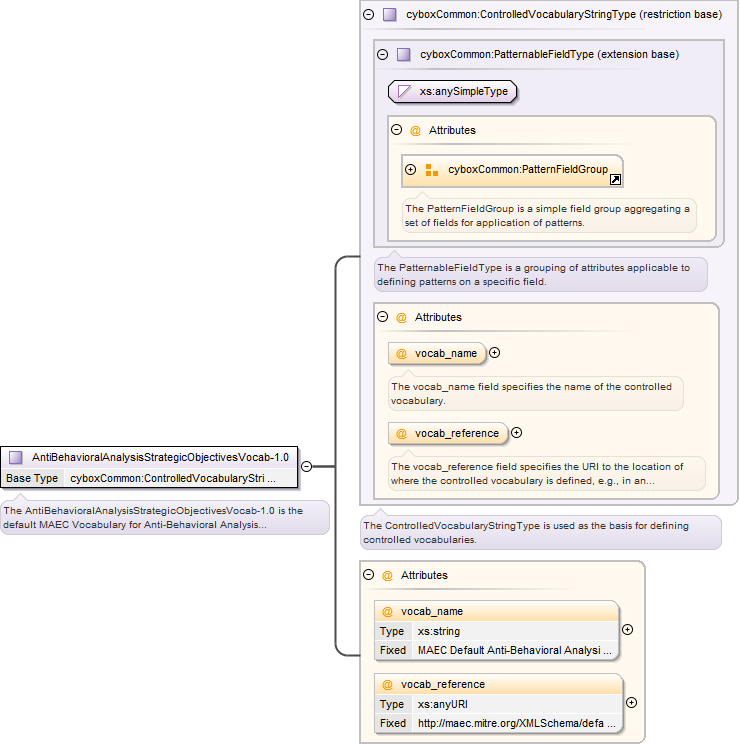 cyboxCommon:ControlledVocabularyStringType (restriction base)
cyboxCommon:PatternableFieldType (extension base)
xs:anySimpleType
@ Attributes
cyboxCommon:PatternFieldGroup
The PatternFieldGroup is a simple field group aggregating a
set of fields for application of patterns.
The PatternableFieldType is a grouping of attributes applicable to
defining patterns on a specific field.
@ Attributes
@ vocab_name
The vocab_name field specifies the name of the controlled
vocabulary.
@ vocab_reference
The vocab_reference field specifies the URI to the location of
where the controlled vocabulary is defined, e.g., in an...
The ControlledVocabularyStringType is used as the basis for defining
controlled vocabularies.
AntiBehavioralAnalysisStrategicObjectivesVocab-1.0
Base Type cyboxCommon:ControlledVocabularyStri ...
The AntiBehavioralAnalysisStrategicObjectivesVocab-1.0 is the
default MAEC Vocabulary for Anti-Behavioral Analysis...
@ Attributes
@ vocab_name
Type xs:string
Fixed MAEC Default Anti-Behavioral Analysi ...
@ vocab_reference
Type xs:anyURI
Fixed http://maec.mitre.org/XMLSchema/defa ...